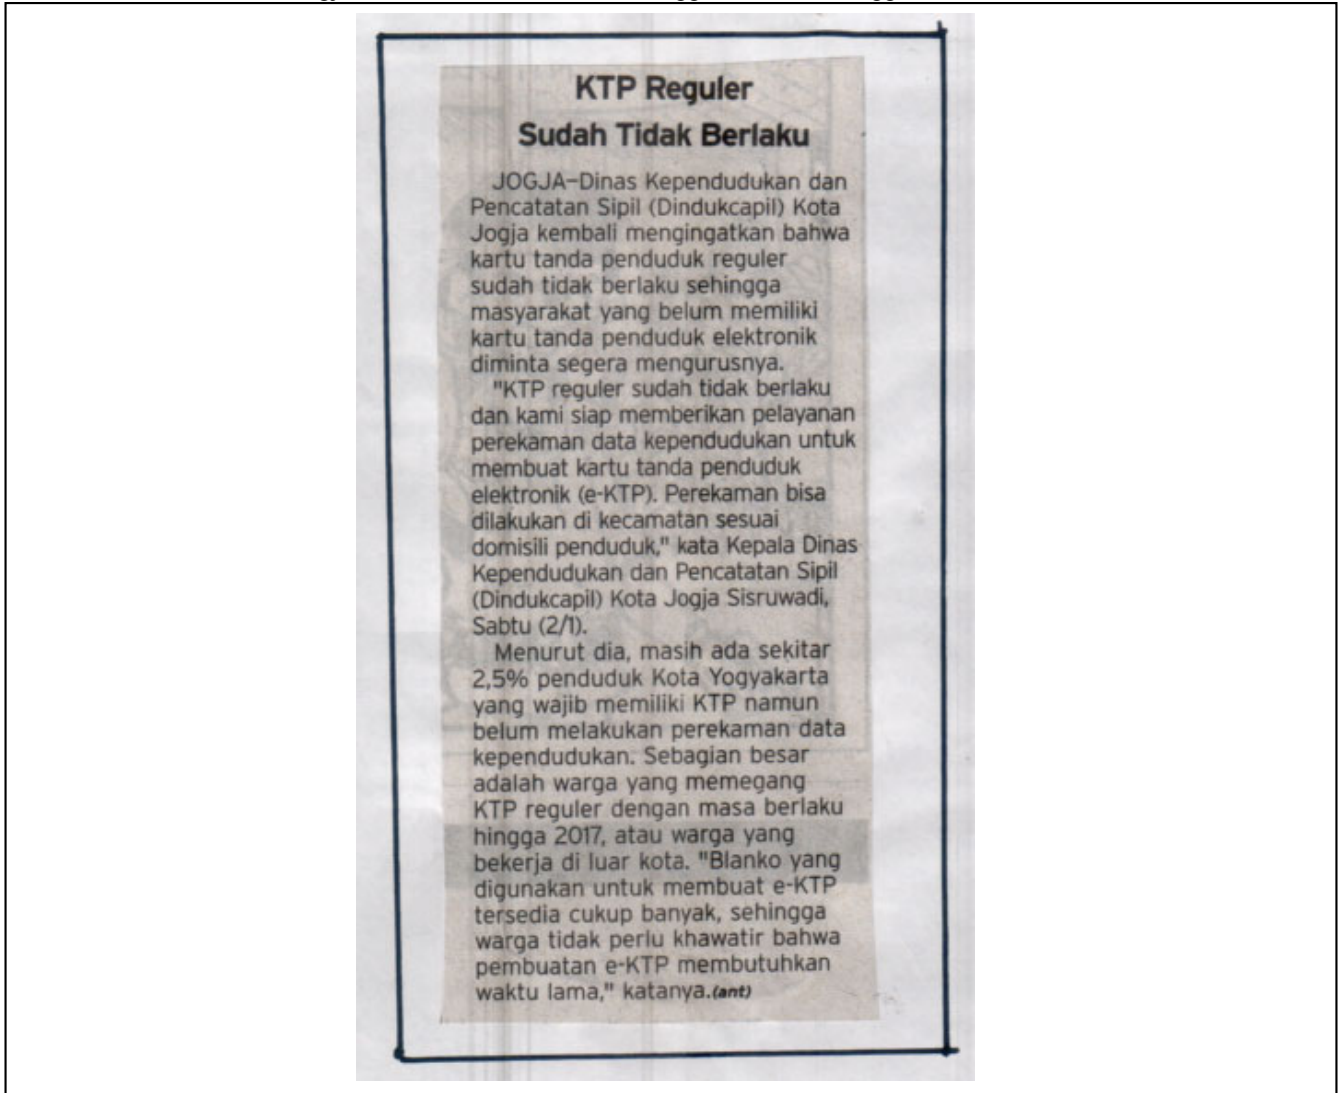 KTP Reguler
Sudah Tidak Berlaku
JOGJA–Dinas Kependudukan dan
Pencatatan Sipil (Dindukcapil) Kota
Jogja kembali mengingatkan bahwa
kartu tanda penduduk reguler
sudah tidak berlaku sehingga
masyarakat yang belum memiliki
kartu tanda penduduk elektronik
diminta segera mengurusnya.
"KTP reguler sudah tidak berlaku
dan kami siap memberikan pelayanan
perekaman data kependudukan untuk
membuat kartu tanda penduduk
elektronik (e-KTP). Perekaman bisa
dilakukan di kecamatan sesuai
domisili penduduk," kata Kepala Dinas
Kependudukan dan Pencatatan Sipil
(Dindukcapil) Kota Jogja Sisruwadi,
Sabtu (2/1).
Menurut dia, masih ada sekitar
2,5% penduduk Kota Yogyakarta
yang wajib memiliki KTP namun
belum melakukan perekaman data
kependudukan. Sebagian besar
adalah warga yang memegang
KTP reguler dengan masa berlaku
hingga 2017, atau warga yang
bekerja di luar kota. "Blanko yang
digunakan untuk membuat e-KTP
tersedia cukup banyak, sehingga
warga tidak perlu khawatir bahwa
pembuatan e-KTP membutuhkan
waktu lama," katanya.(ant)